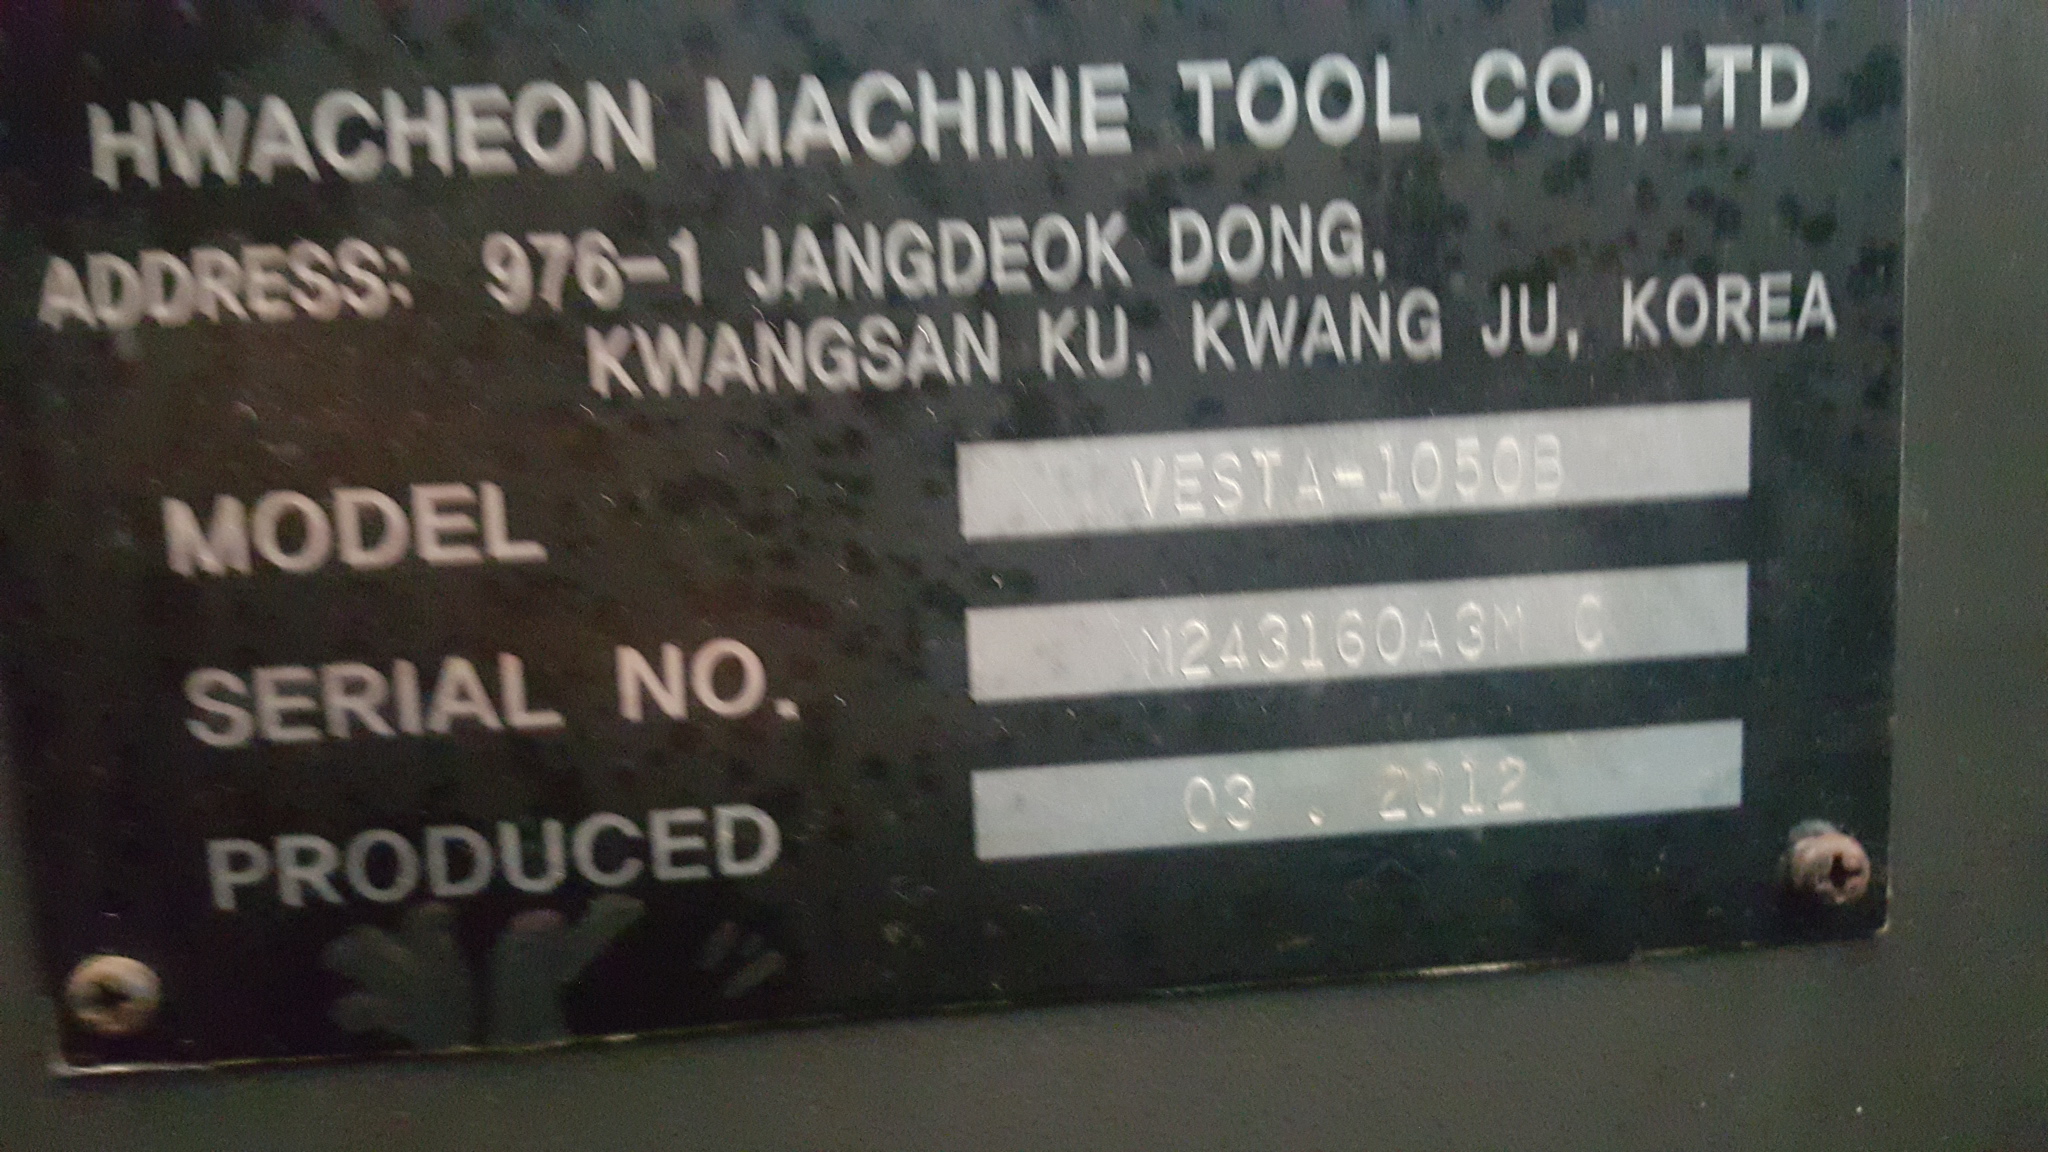 HWACHEON MACHINE TOOL CO.,LTD
ADDRESS: 976-1 JANGDEOK DONG,
KWANGSAN KU, KWANG JU, KOREA
MODEL VESTA-1050B
SERIAL NO. M243160A3M C
PRODUCED 03 . 2012